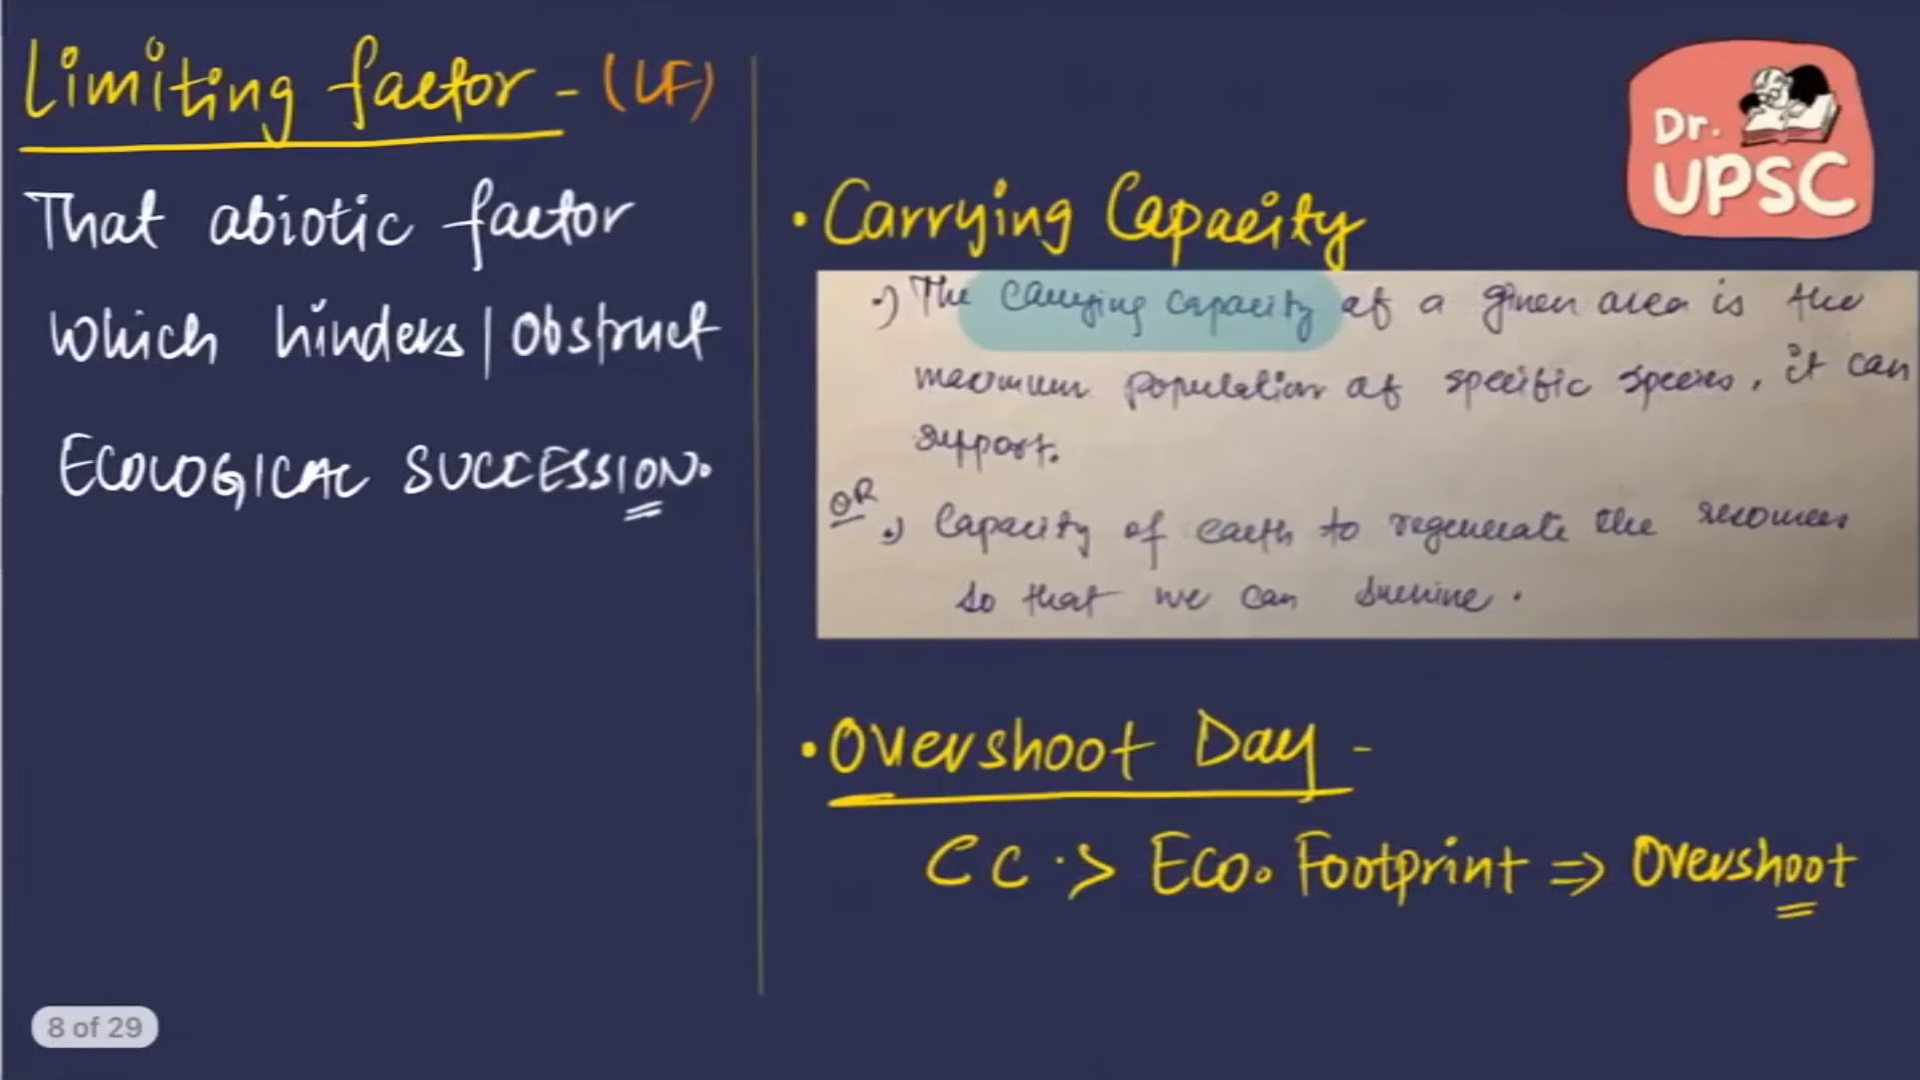 Limiting factor - (LF)
That abiotic factor
which hinders | Obstruct
ECOLOGICAL SUCCESSION.
Dr.
UPSC
• Carrying Capacity
•) The carrying capacity of a given area is the
maximum population of specific species, it can
support.
OR
•) Capacity of earth to regenerate the resources
so that we can survive.
• Overshoot Day -
CC > Eco. Footprint => Overshoot
8 of 29